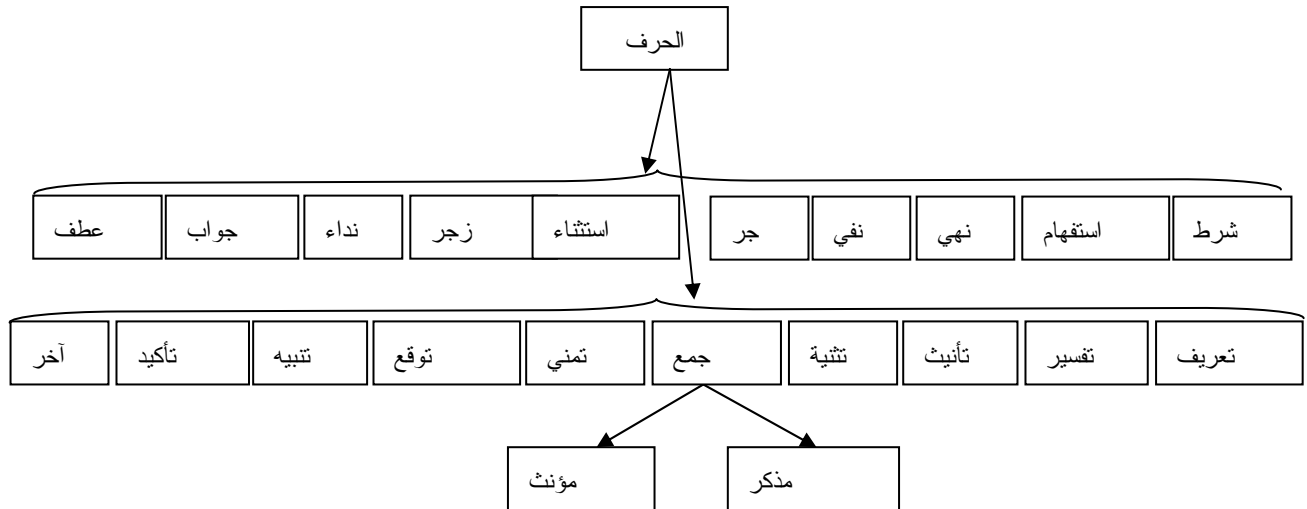 الحرف
شرط استفهام نهي نفي جر استثناء زجر نداء جواب عطف
تعريف تفسير تأنيث تثنية جمع تمني توقع تنبيه تأكيد آخر
مذكر مؤنث